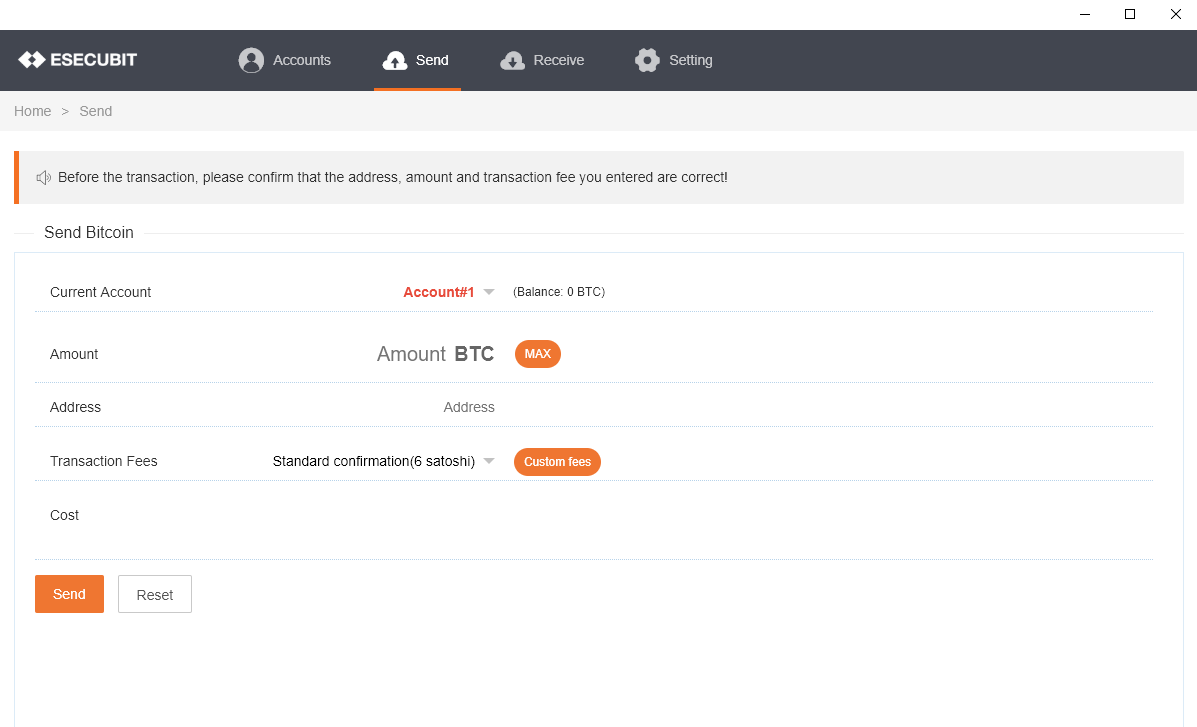 ESECUBIT
Accounts
Send
Receive
Setting
Home > Send
Before the transaction, please confirm that the address, amount and transaction fee you entered are correct!
Send Bitcoin
Current Account Account#1 (Balance: 0 BTC)
Amount Amount BTC MAX
Address Address
Transaction Fees Standard confirmation(6 satoshi) Custom fees
Cost
Send Reset